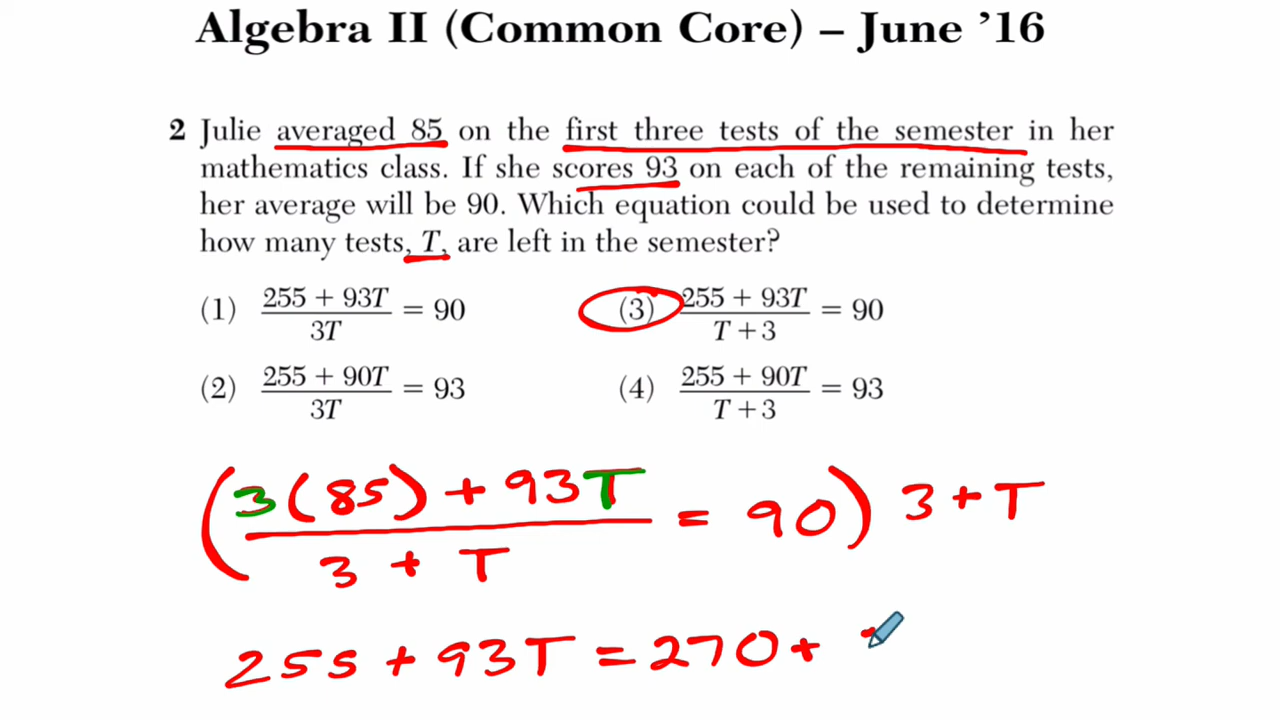 Algebra II (Common Core) – June ’16
2 Julie averaged 85 on the first three tests of the semester in her
mathematics class. If she scores 93 on each of the remaining tests,
her average will be 90. Which equation could be used to determine
how many tests, T, are left in the semester?
(1) (255 + 93T)/(3T) = 90
(3) (255 + 93T)/(T + 3) = 90
(2) (255 + 90T)/(3T) = 93
(4) (255 + 90T)/(T + 3) = 93
((3(85) + 93T)/(3 + T) = 90) 3 + T
255 + 93T = 270 +